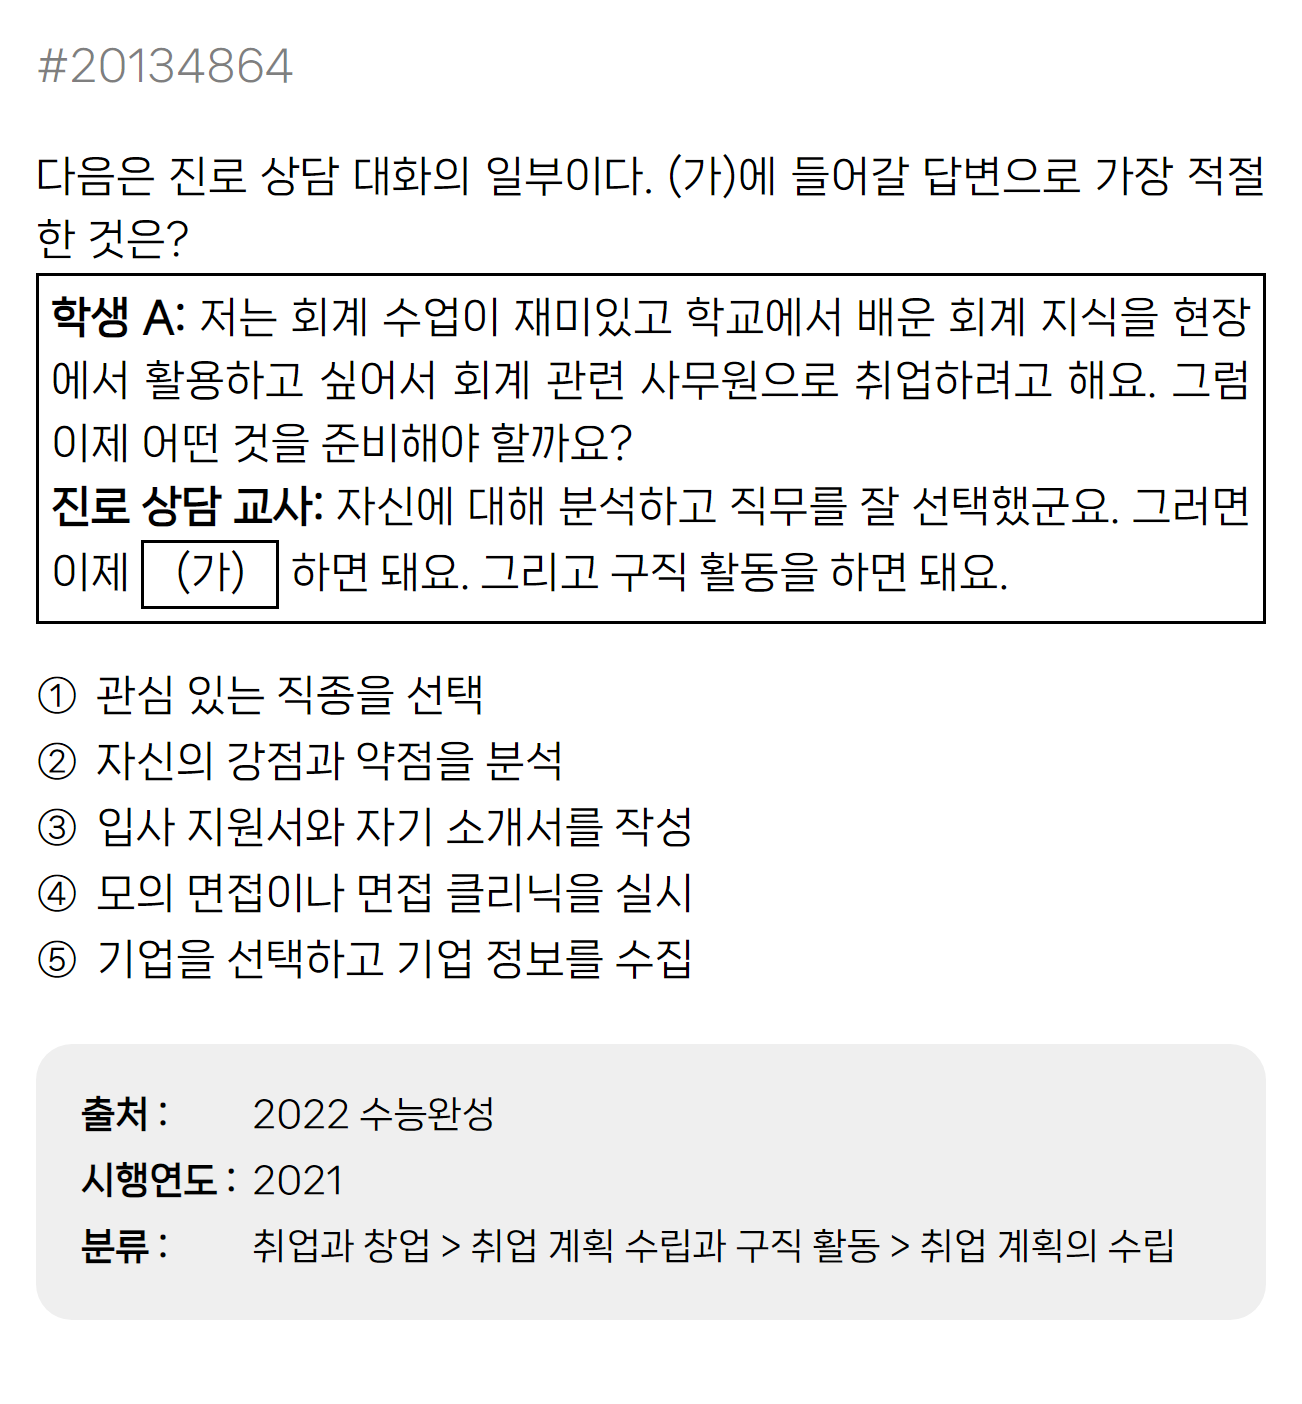 #20134864
다음은 진로 상담 대화의 일부이다. (가)에 들어갈 답변으로 가장 적절
한 것은?
학생 A: 저는 회계 수업이 재미있고 학교에서 배운 회계 지식을 현장
에서 활용하고 싶어서 회계 관련 사무원으로 취업하려고 해요. 그럼
이제 어떤 것을 준비해야 할까요?
진로 상담 교사: 자신에 대해 분석하고 직무를 잘 선택했군요. 그러면
이제 (가) 하면 돼요. 그리고 구직 활동을 하면 돼요.
① 관심 있는 직종을 선택
② 자신의 강점과 약점을 분석
③ 입사 지원서와 자기 소개서를 작성
④ 모의 면접이나 면접 클리닉을 실시
⑤ 기업을 선택하고 기업 정보를 수집
출처 : 2022 수능완성
시행연도 : 2021
분류 : 취업과 창업 > 취업 계획 수립과 구직 활동 > 취업 계획의 수립